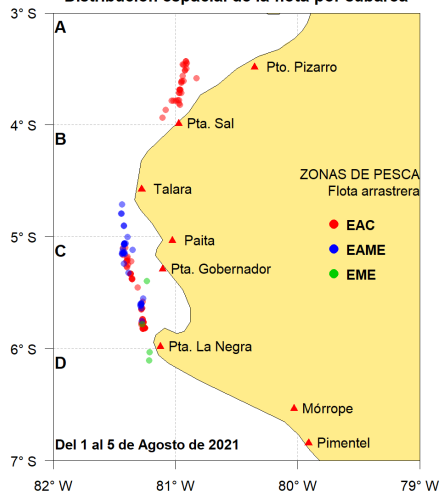 Distribución espacial de la flota por subárea
3° S
A
Pto. Pizarro
4° S
Pta. Sal
B
ZONAS DE PESCA
Talara
Flota arrastrera
EAC
5° S
Paita
C
EAME
Pta. Gobernador
EME
6° S
Pta. La Negra
D
Mórrope
Del 1 al 5 de Agosto de 2021
Pimentel
7° S
82° W
81° W
80° W
79° W